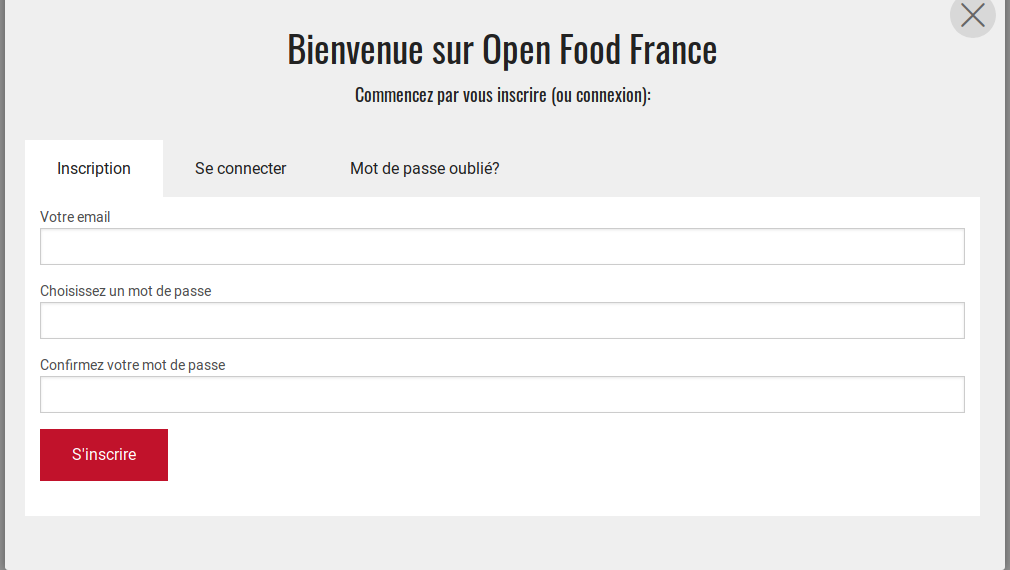 Bienvenue sur Open Food France
Commencez par vous inscrire (ou connexion):
Inscription
Se connecter
Mot de passe oublié?
Votre email
Choisissez un mot de passe
Confirmez votre mot de passe
S'inscrire